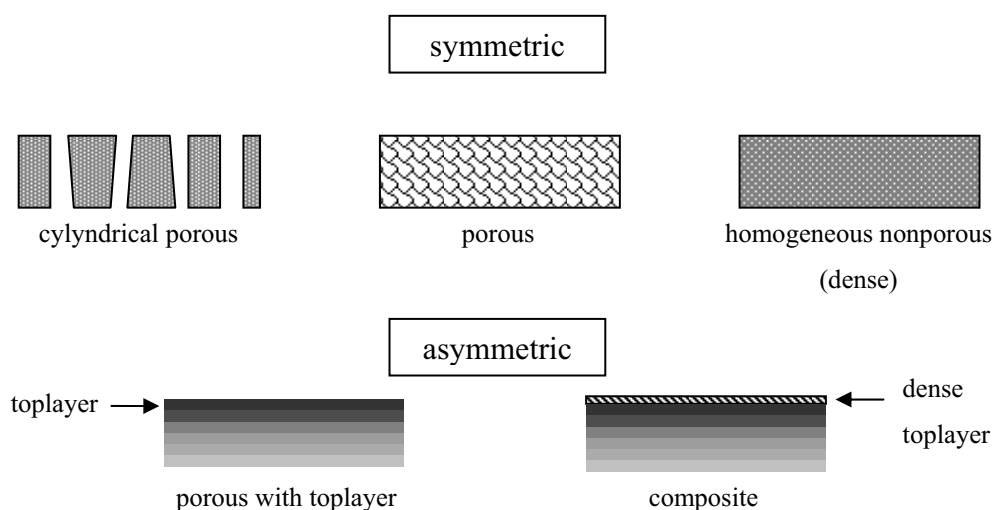 symmetric
cylyndrical porous
porous
homogeneous nonporous
(dense)
asymmetric
toplayer
dense
toplayer
porous with toplayer
composite